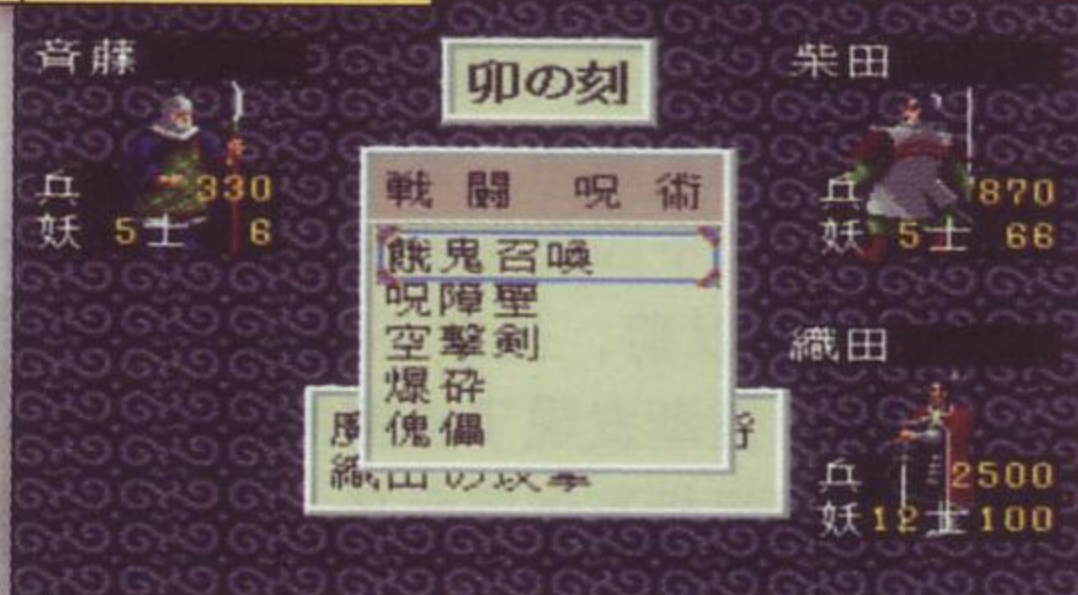 斉藤
兵 330
妖 5 士 6
卯の刻
柴田
兵 1870
妖 5 士 66
戦闘 呪術
餓鬼召喚
呪障聖
空撃剣
爆砕
傀儡
織田
兵 2500
妖 12 士 100
織田の攻撃